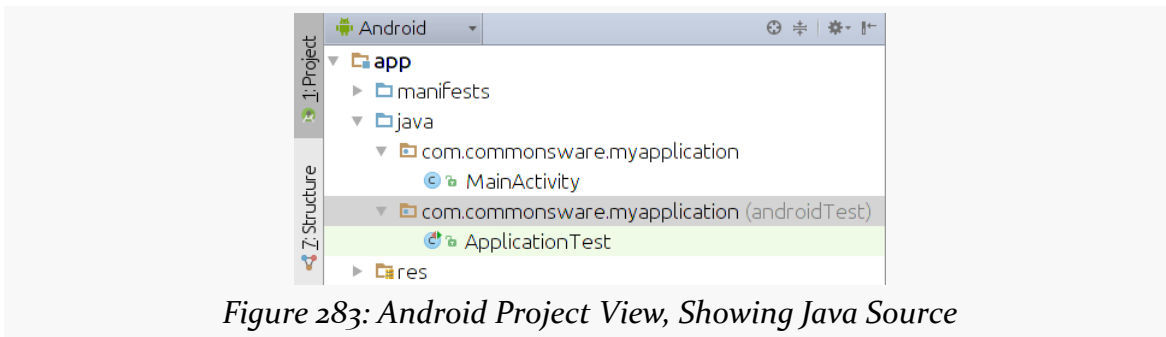 Android
1: Project
app
manifests
java
com.commonsware.myapplication
C MainActivity
7: Structure
com.commonsware.myapplication (androidTest)
C ApplicationTest
res
Figure 283: Android Project View, Showing Java Source